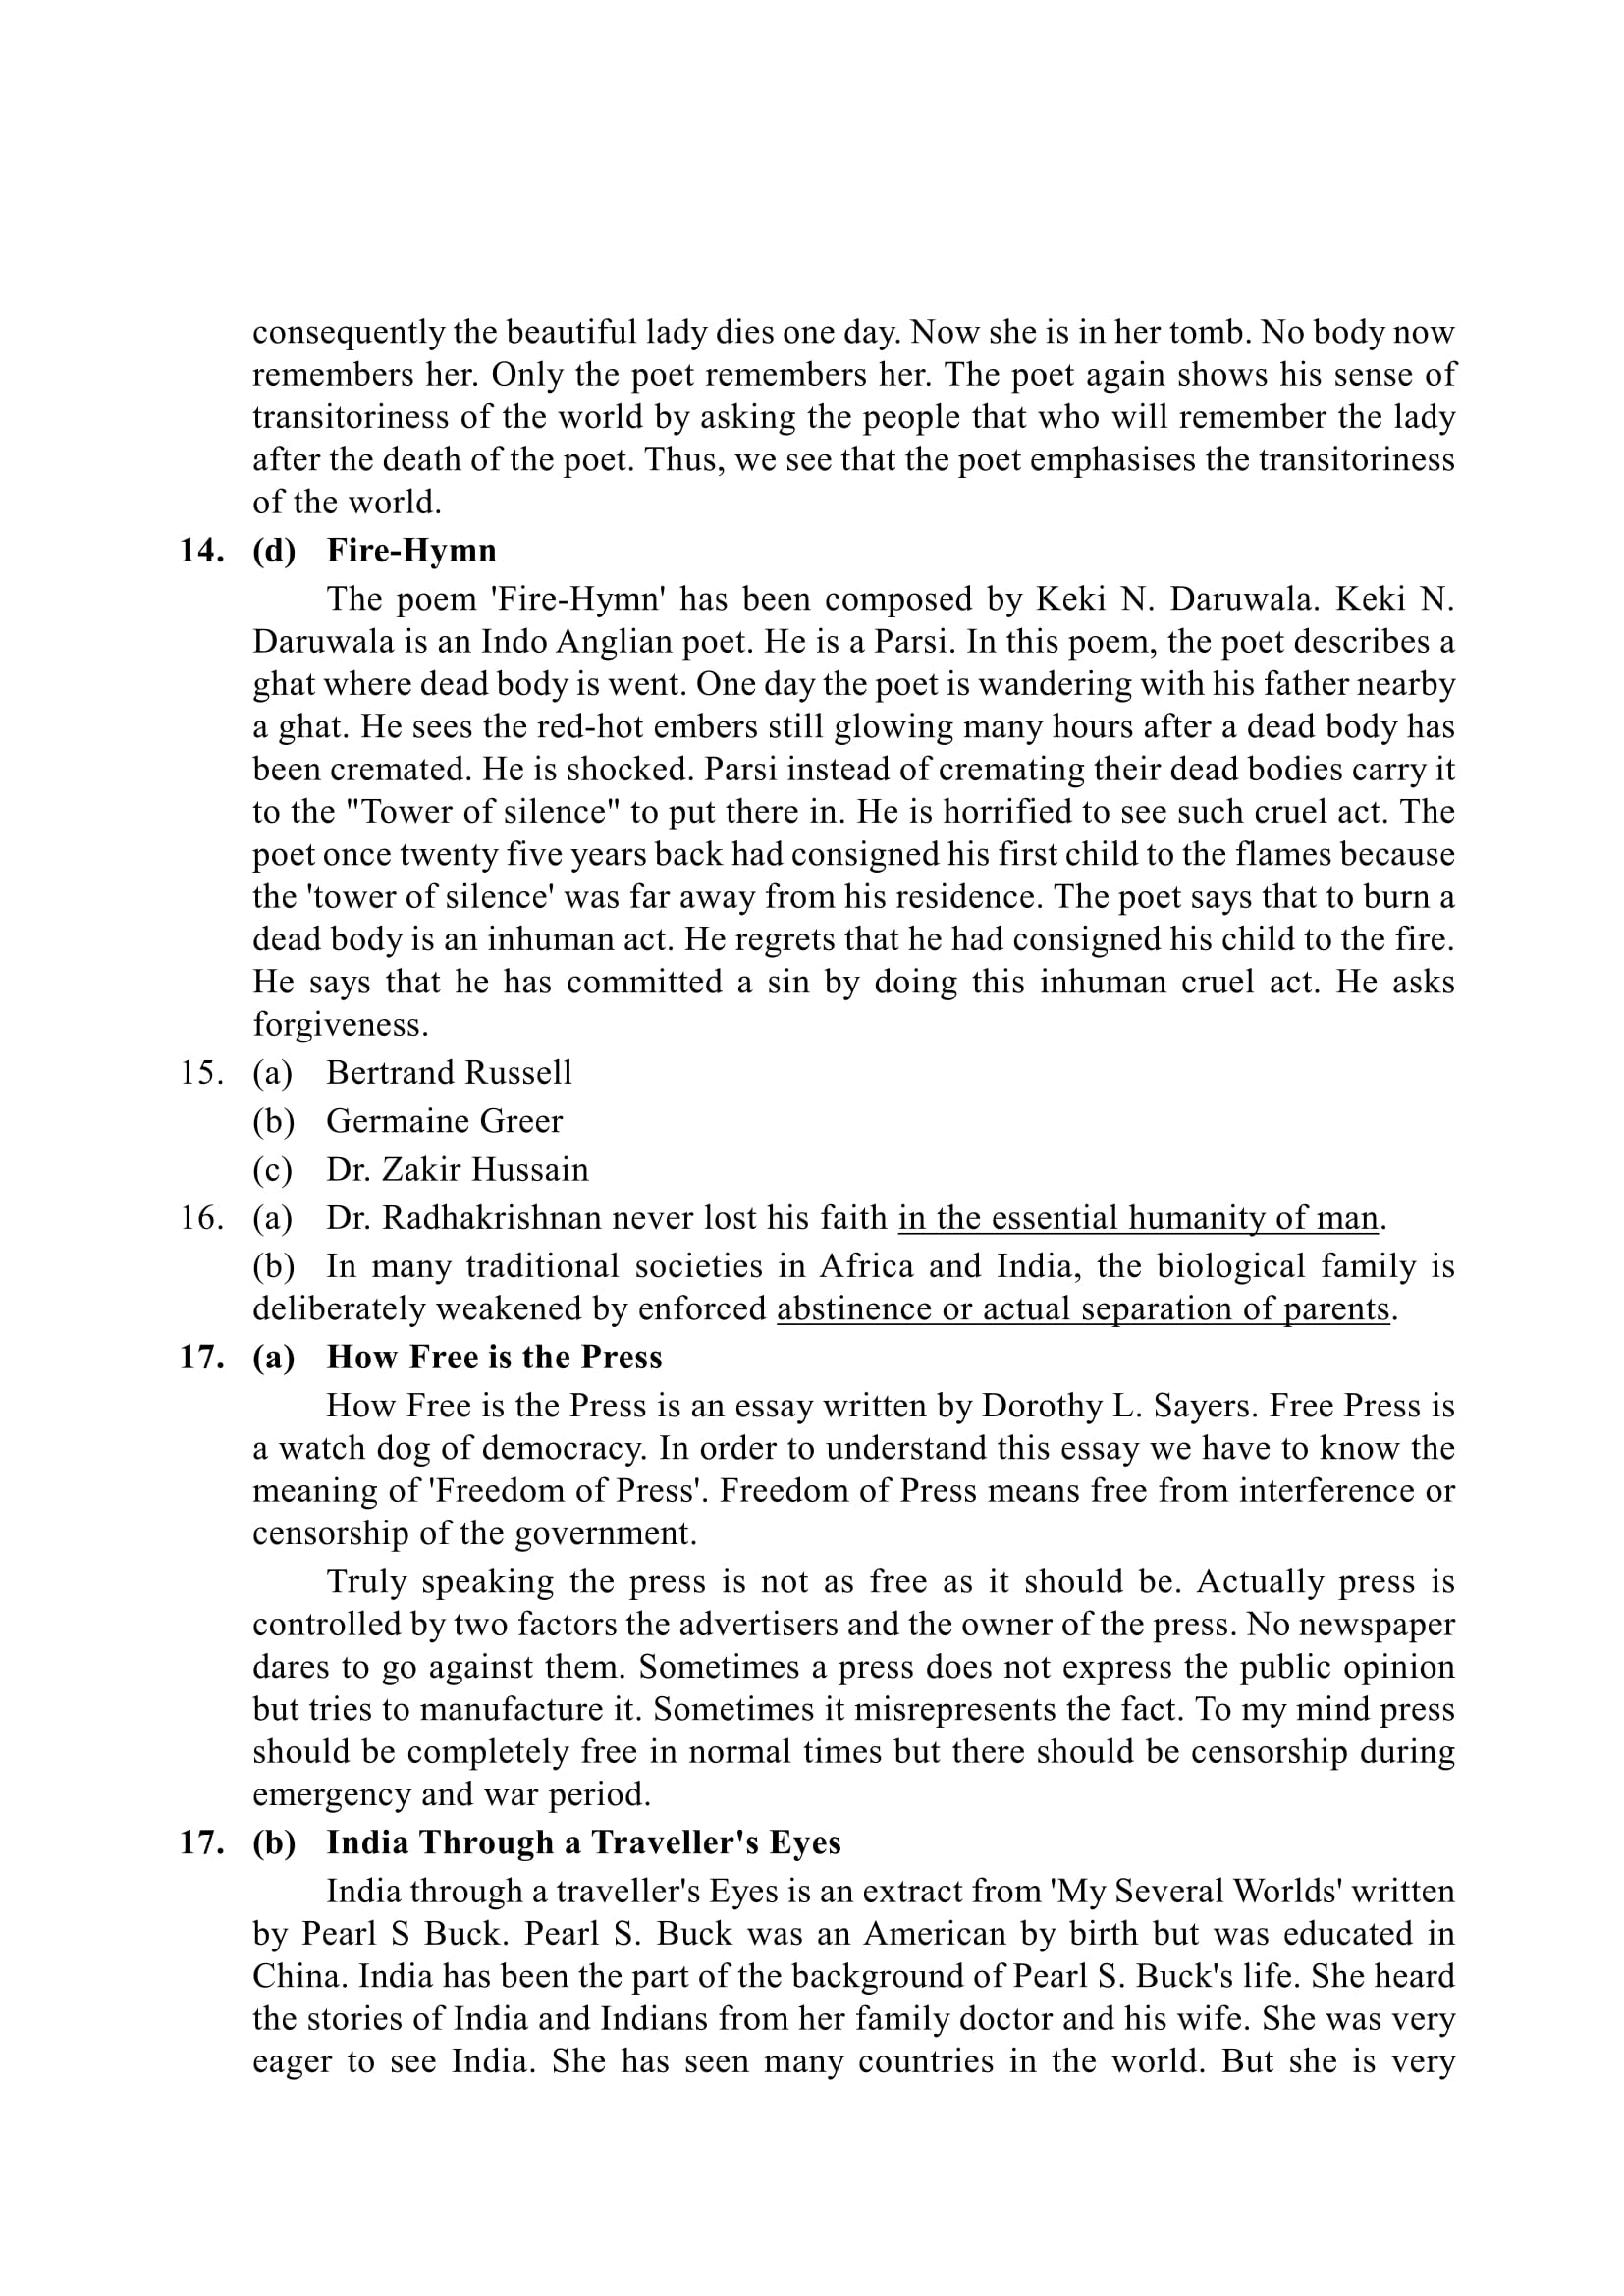 consequently the beautiful lady dies one day. Now she is in her tomb. No body now
remembers her. Only the poet remembers her. The poet again shows his sense of
transitoriness of the world by asking the people that who will remember the lady
after the death of the poet. Thus, we see that the poet emphasises the transitoriness
of the world.
14. (d) Fire-Hymn
The poem 'Fire-Hymn' has been composed by Keki N. Daruwala. Keki N.
Daruwala is an Indo Anglian poet. He is a Parsi. In this poem, the poet describes a
ghat where dead body is went. One day the poet is wandering with his father nearby
a ghat. He sees the red-hot embers still glowing many hours after a dead body has
been cremated. He is shocked. Parsi instead of cremating their dead bodies carry it
to the "Tower of silence" to put there in. He is horrified to see such cruel act. The
poet once twenty five years back had consigned his first child to the flames because
the 'tower of silence' was far away from his residence. The poet says that to burn a
dead body is an inhuman act. He regrets that he had consigned his child to the fire.
He says that he has committed a sin by doing this inhuman cruel act. He asks
forgiveness.
15. (a) Bertrand Russell
(b) Germaine Greer
(c) Dr. Zakir Hussain
16. (a) Dr. Radhakrishnan never lost his faith in the essential humanity of man.
(b) In many traditional societies in Africa and India, the biological family is
deliberately weakened by enforced abstinence or actual separation of parents.
17. (a) How Free is the Press
How Free is the Press is an essay written by Dorothy L. Sayers. Free Press is
a watch dog of democracy. In order to understand this essay we have to know the
meaning of 'Freedom of Press'. Freedom of Press means free from interference or
censorship of the government.
Truly speaking the press is not as free as it should be. Actually press is
controlled by two factors the advertisers and the owner of the press. No newspaper
dares to go against them. Sometimes a press does not express the public opinion
but tries to manufacture it. Sometimes it misrepresents the fact. To my mind press
should be completely free in normal times but there should be censorship during
emergency and war period.
17. (b) India Through a Traveller's Eyes
India through a traveller's Eyes is an extract from 'My Several Worlds' written
by Pearl S Buck. Pearl S. Buck was an American by birth but was educated in
China. India has been the part of the background of Pearl S. Buck's life. She heard
the stories of India and Indians from her family doctor and his wife. She was very
eager to see India. She has seen many countries in the world. But she is very